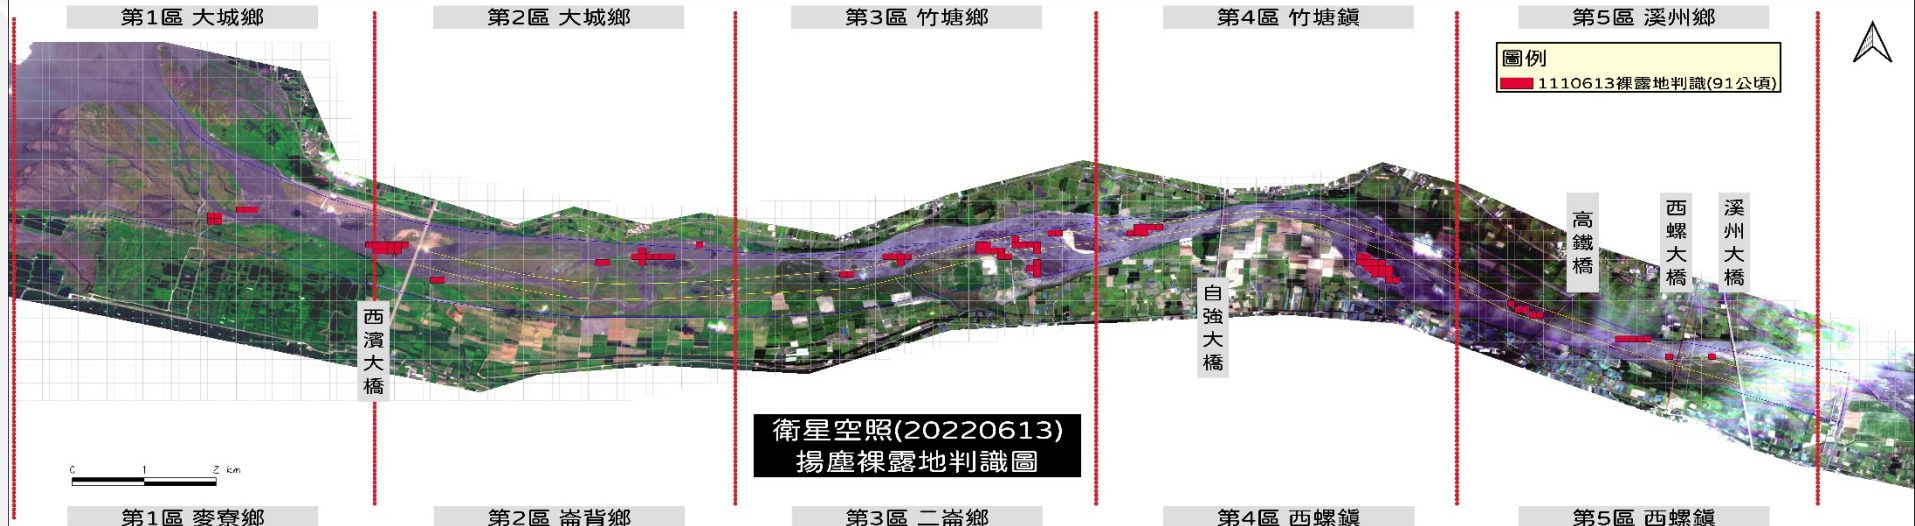 第1區 大城鄉
第2區 大城鄉
第3區 竹塘鄉
第4區 竹塘鎮
第5區 溪州鄉
圖例
1110613裸露地判識(91公頃)
高鐵橋
西螺大橋
溪州大橋
自強大橋
西濱大橋
衛星空照(20220613)
揚塵裸露地判識圖
0 1 2 km
第1區 麥寮鄉
第2區 崙背鄉
第3區 二崙鄉
第4區 西螺鎮
第5區 西螺鎮